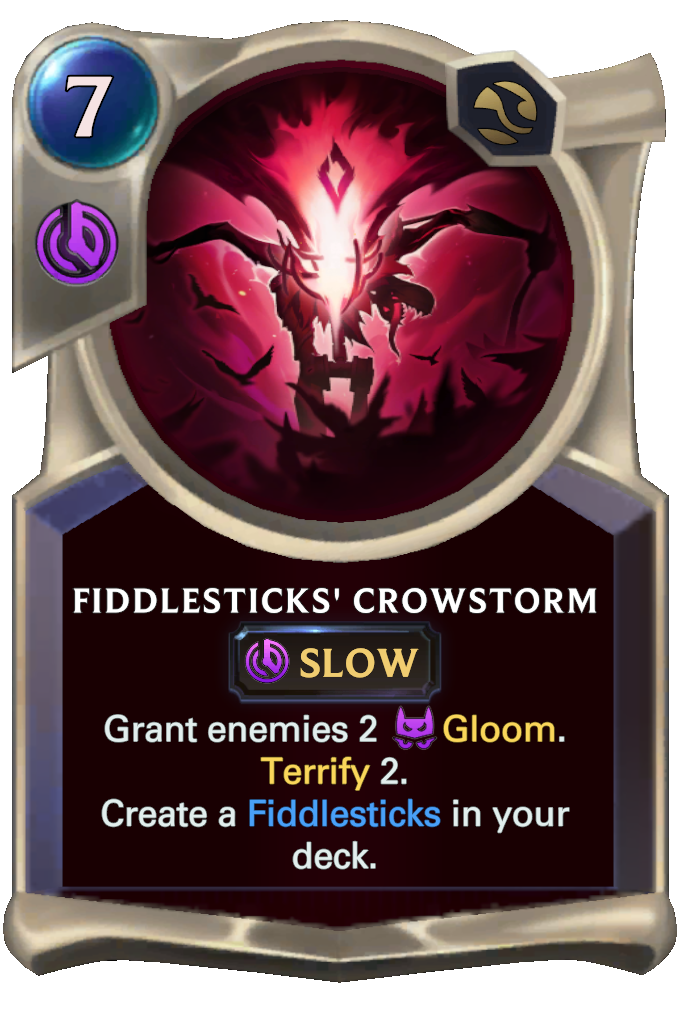 7
FIDDLESTICKS' CROWSTORM
SLOW
Grant enemies 2 Gloom.
Terrify 2.
Create a Fiddlesticks in your
deck.